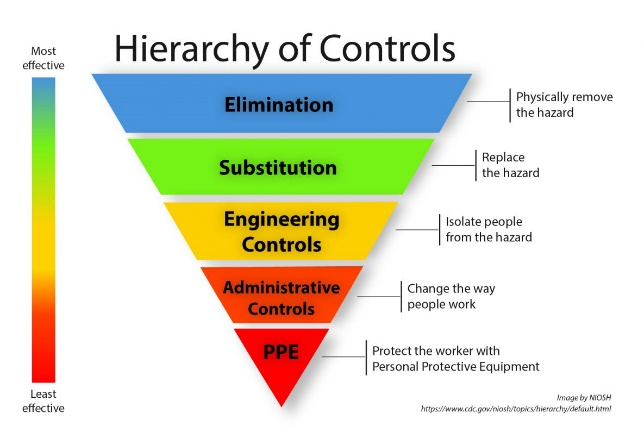 Hierarchy of Controls
Most
effective
Elimination
Physically remove
the hazard
Substitution
Replace
the hazard
Engineering
Controls
Isolate people
from the hazard
Administrative
Controls
Change the way
people work
PPE
Protect the worker with
Personal Protective Equipment
Least
effective
Image by NIOSH
https://www.cdc.gov/niosh/topics/hierarchy/default.html